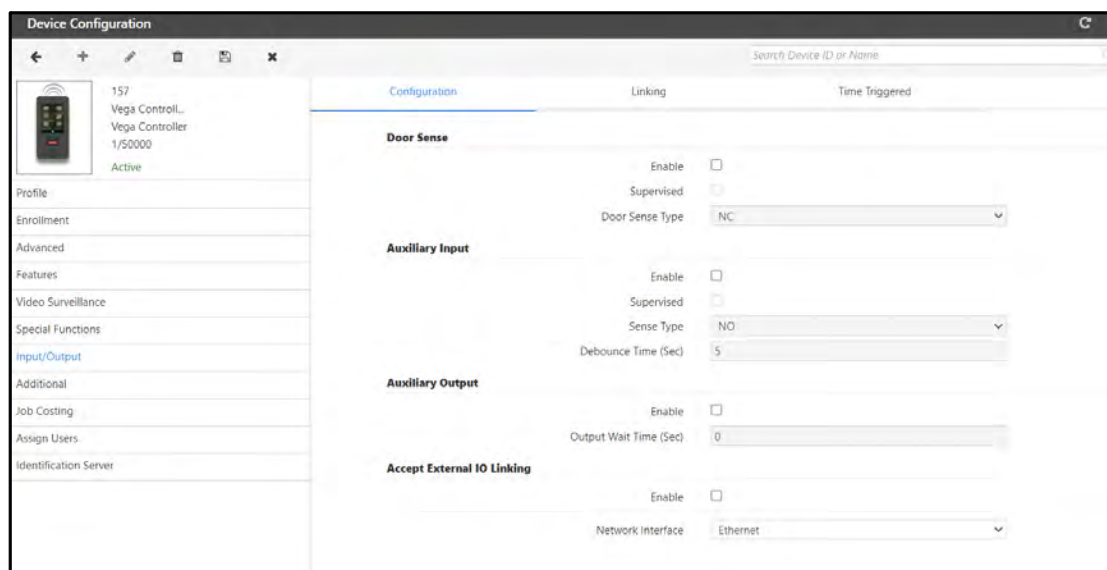 Device Configuration
Search Device ID or Name
157
Vega Controll...
Vega Controller
1/50000
Active
Profile
Enrollment
Advanced
Features
Video Surveillance
Special Functions
Input/Output
Additional
Job Costing
Assign Users
Identification Server
Configuration Linking Time Triggered
Door Sense
Enable
Supervised
Door Sense Type NC
Auxiliary Input
Enable
Supervised
Sense Type NO
Debounce Time (Sec) 5
Auxiliary Output
Enable
Output Wait Time (Sec) 0
Accept External IO Linking
Enable
Network Interface Ethernet